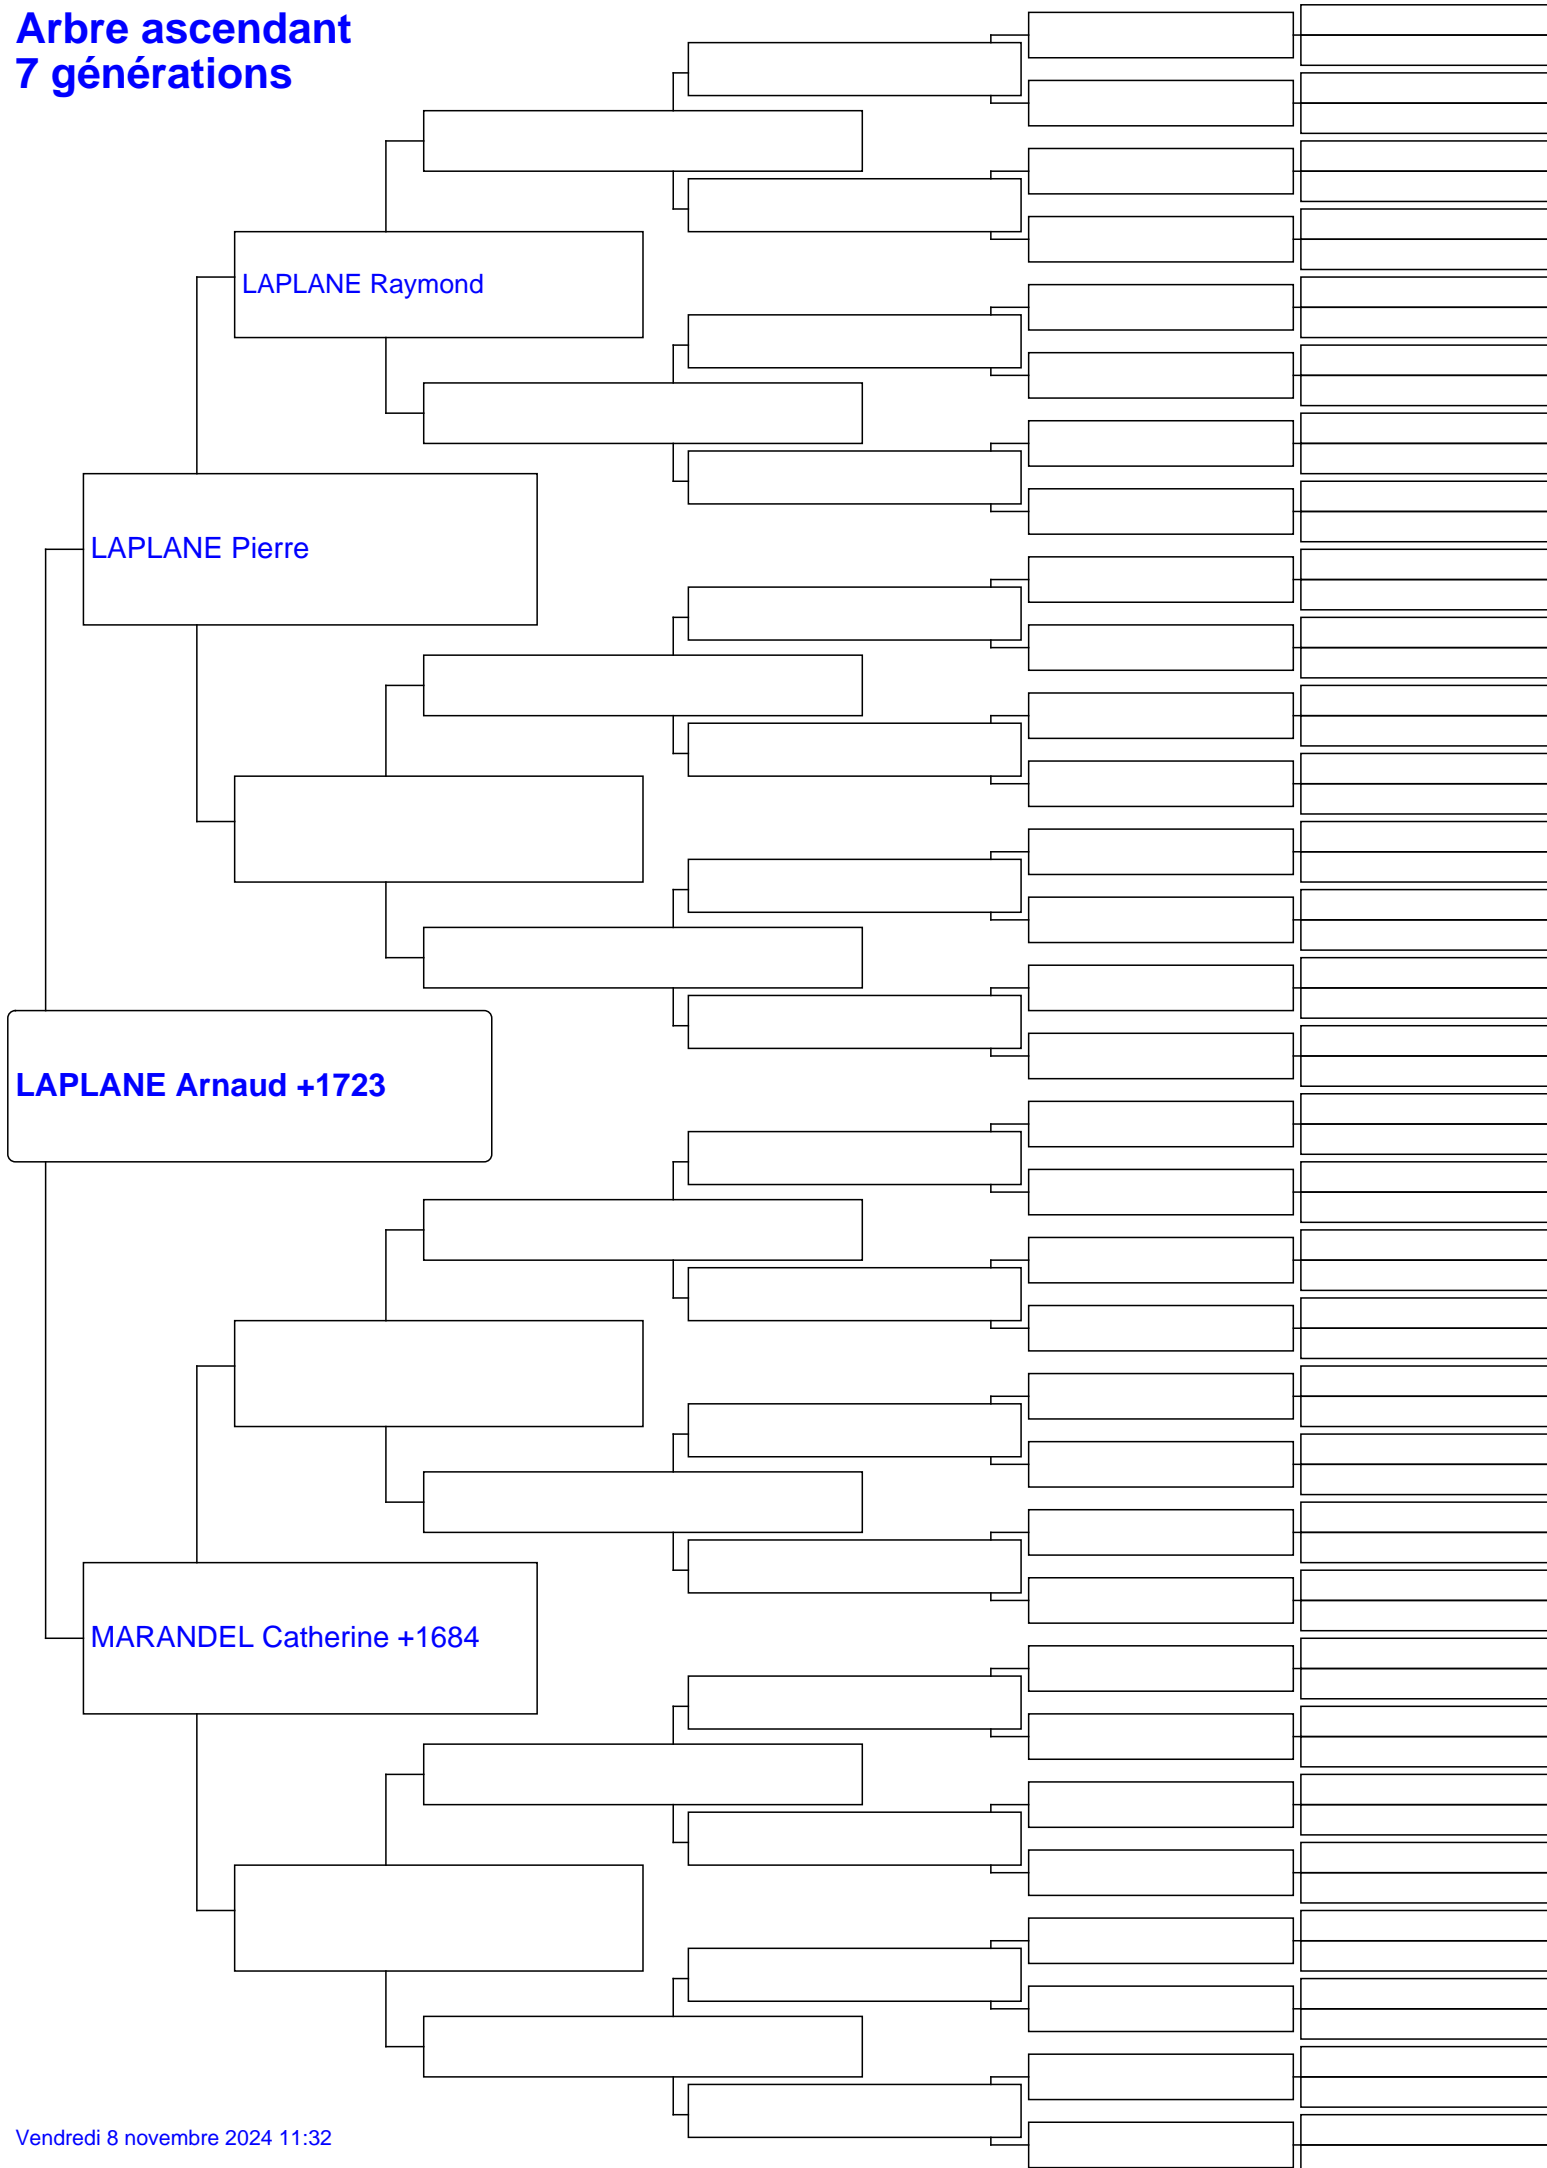 Arbre ascendant
7 générations
LAPLANE Raymond
LAPLANE Pierre
LAPLANE Arnaud +1723
MARANDEL Catherine +1684
Vendredi 8 novembre 2024 11:32